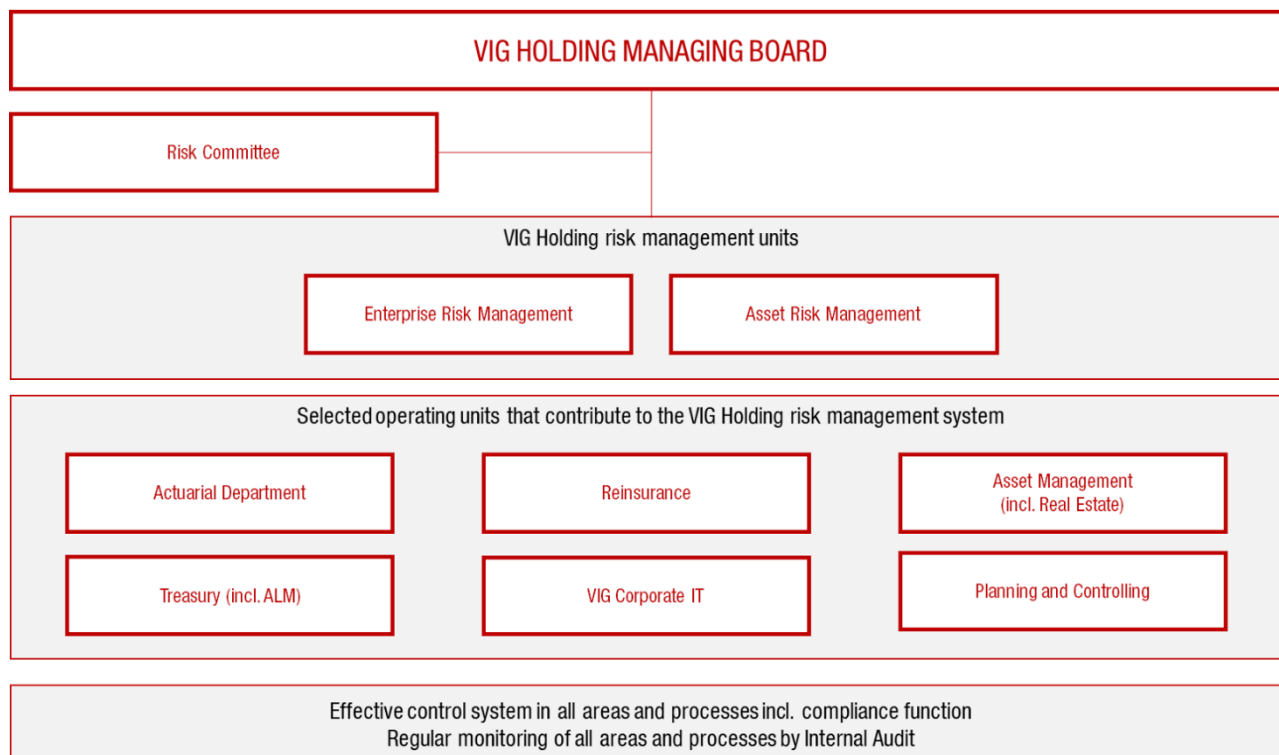 VIG HOLDING MANAGING BOARD
Risk Committee
VIG Holding risk management units
Enterprise Risk Management
Asset Risk Management
Selected operating units that contribute to the VIG Holding risk management system
Actuarial Department
Reinsurance
Asset Management
(incl. Real Estate)
Treasury (incl. ALM)
VIG Corporate IT
Planning and Controlling
Effective control system in all areas and processes incl. compliance function
Regular monitoring of all areas and processes by Internal Audit